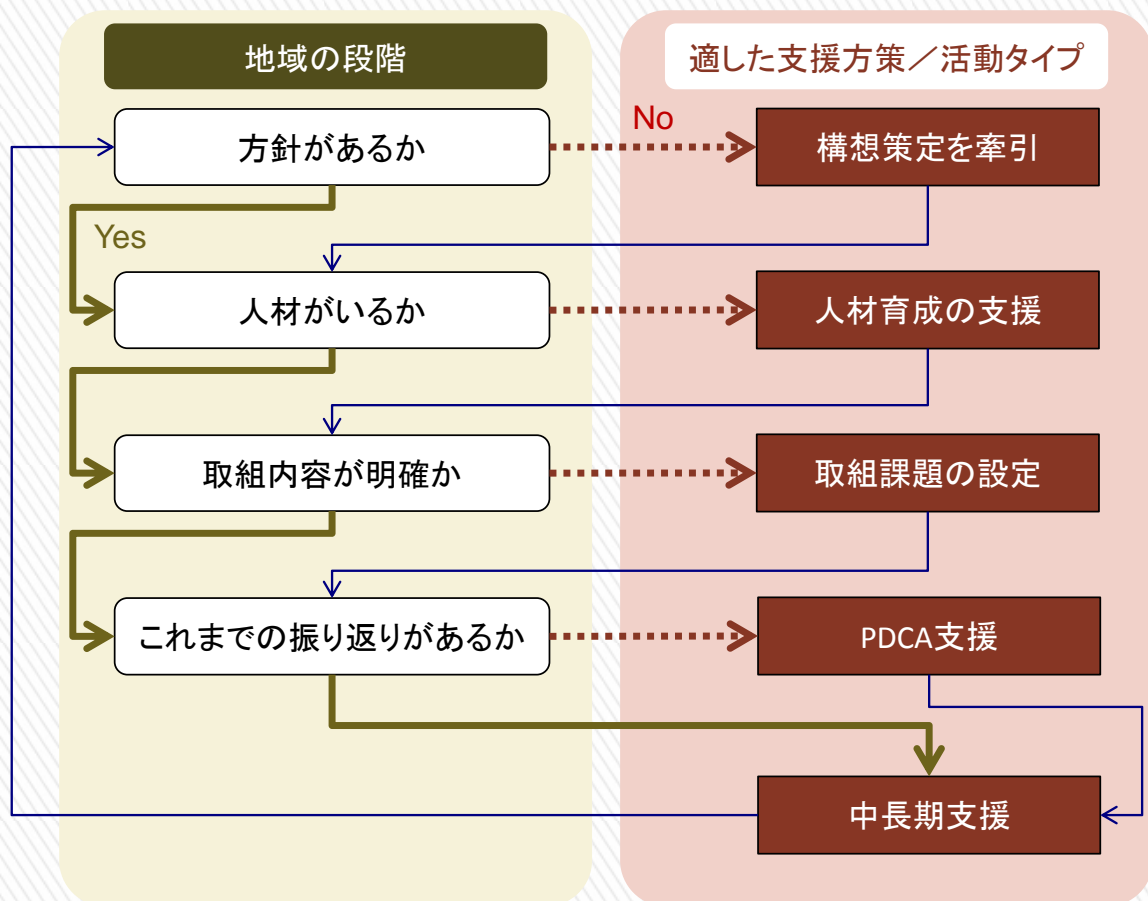 地域の段階
適した支援方策／活動タイプ
方針があるか
No
構想策定を牽引
Yes
人材がいるか
人材育成の支援
取組内容が明確か
取組課題の設定
これまでの振り返りがあるか
PDCA支援
中長期支援